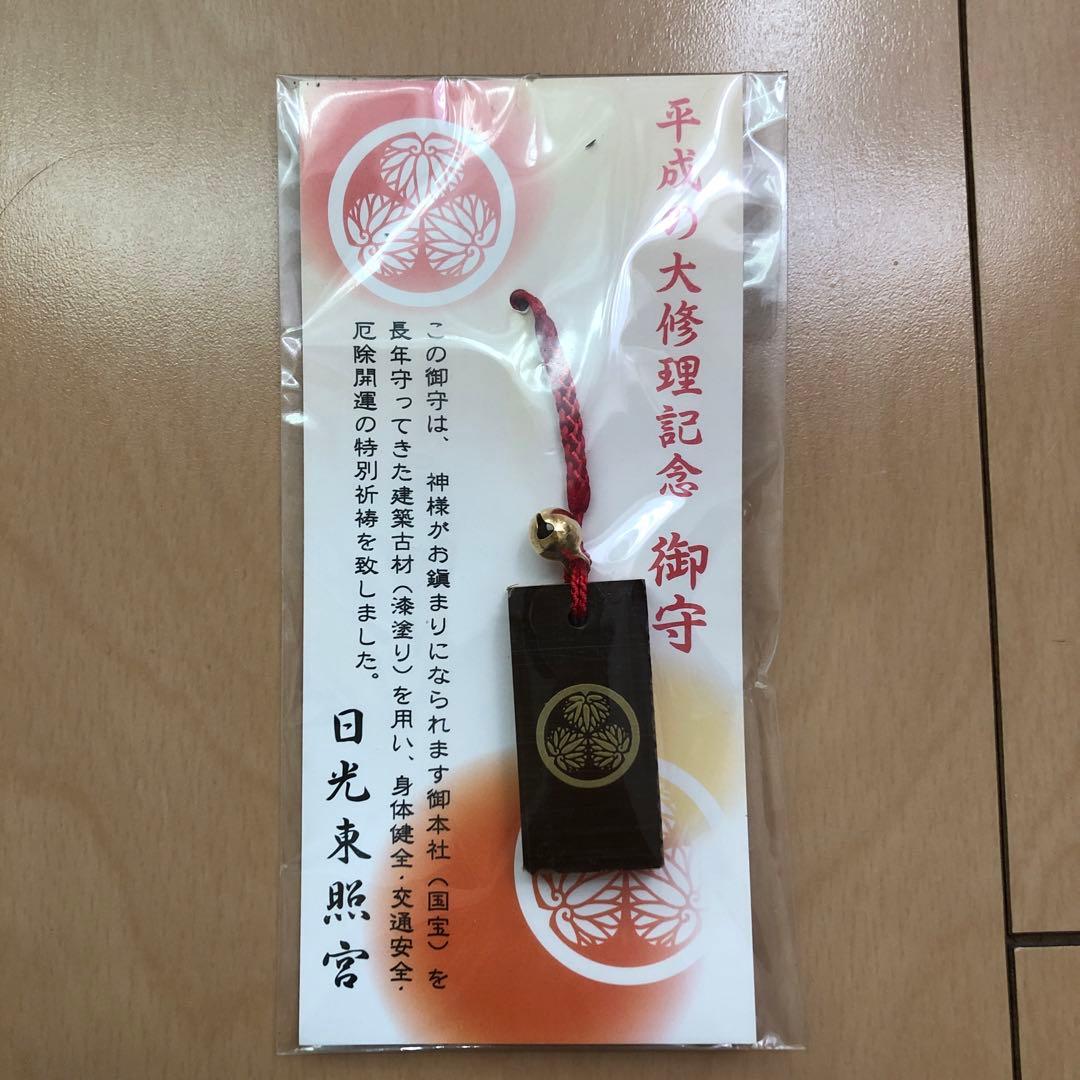 平成の大修理記念 御守
この御守は、神様がお鎮まりになられます御本社(国宝)を
長年守ってきた建築古材(漆塗り)を用い、身体健全・交通安全・
厄除開運の特別祈祷を致しました。
日光東照宮